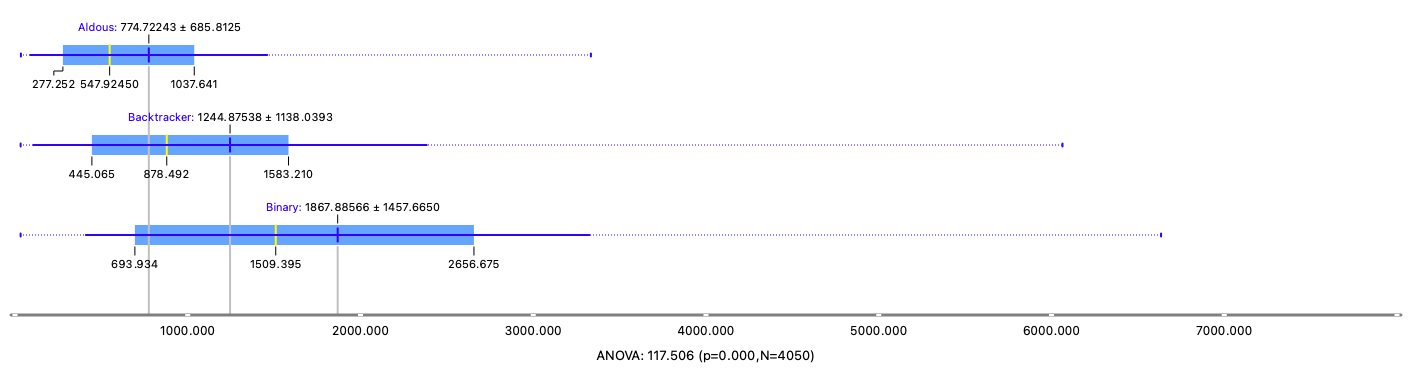 Aldous: 774.72243 ± 685.8125
277.252 547.92450 1037.641
Backtracker: 1244.87538 ± 1138.0393
445.065 878.492 1583.210
Binary: 1867.88566 ± 1457.6650
693.934 1509.395 2656.675
1000.000 2000.000 3000.000 4000.000 5000.000 6000.000 7000.000
ANOVA: 117.506 (p=0.000,N=4050)